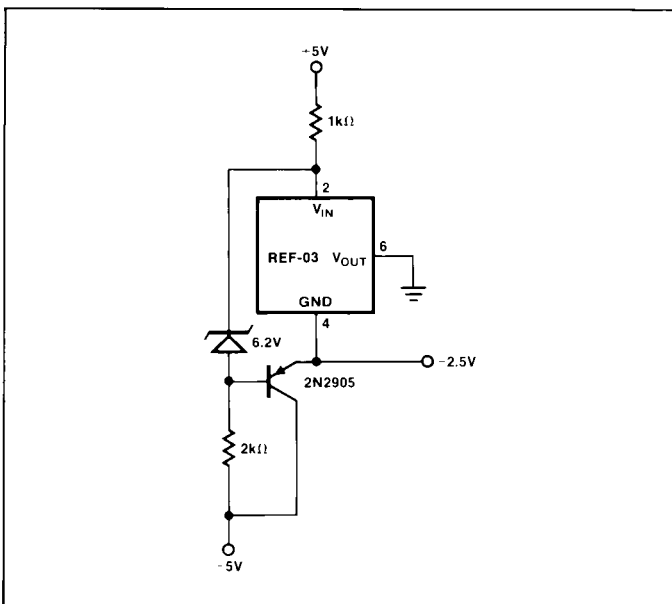 +5V
1kΩ
2
VIN
REF-03 VOUT
6
GND
4
6.2V
2N2905
-2.5V
2kΩ
-5V